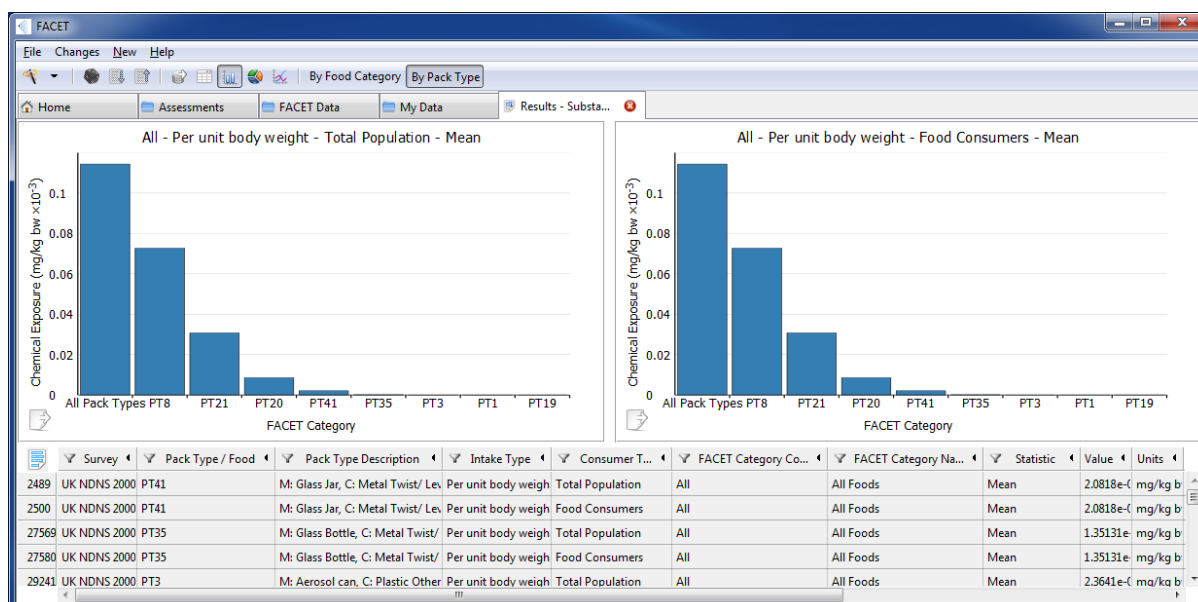 FACET
File Changes New Help
By Food Category By Pack Type
Home Assessments FACET Data My Data Results - Substa...
All - Per unit body weight - Total Population - Mean
Chemical Exposure (mg/kg bw ×10⁻³)
0.1
0.08
0.06
0.04
0.02
0
All Pack Types PT8 PT21 PT20 PT41 PT35 PT3 PT1 PT19
FACET Category
All - Per unit body weight - Food Consumers - Mean
Chemical Exposure (mg/kg bw ×10⁻³)
0.1
0.08
0.06
0.04
0.02
0
All Pack Types PT8 PT21 PT20 PT41 PT35 PT3 PT1 PT19
FACET Category
Survey Pack Type / Food Pack Type Description Intake Type Consumer T... FACET Category Co... FACET Category Na... Statistic Value Units
2489 UK NDNS 2000 PT41 M: Glass Jar, C: Metal Twist/ Lev Per unit body weigh Total Population All All Foods Mean 2.0818e-0 mg/kg b
2500 UK NDNS 2000 PT41 M: Glass Jar, C: Metal Twist/ Lev Per unit body weigh Food Consumers All All Foods Mean 2.0818e-0 mg/kg b
27569 UK NDNS 2000 PT35 M: Glass Bottle, C: Metal Twist/ Per unit body weigh Total Population All All Foods Mean 1.35131e- mg/kg b
27580 UK NDNS 2000 PT35 M: Glass Bottle, C: Metal Twist/ Per unit body weigh Food Consumers All All Foods Mean 1.35131e- mg/kg b
29241 UK NDNS 2000 PT3 M: Aerosol can, C: Plastic Other Per unit body weigh Total Population All All Foods Mean 2.3641e-0 mg/kg b